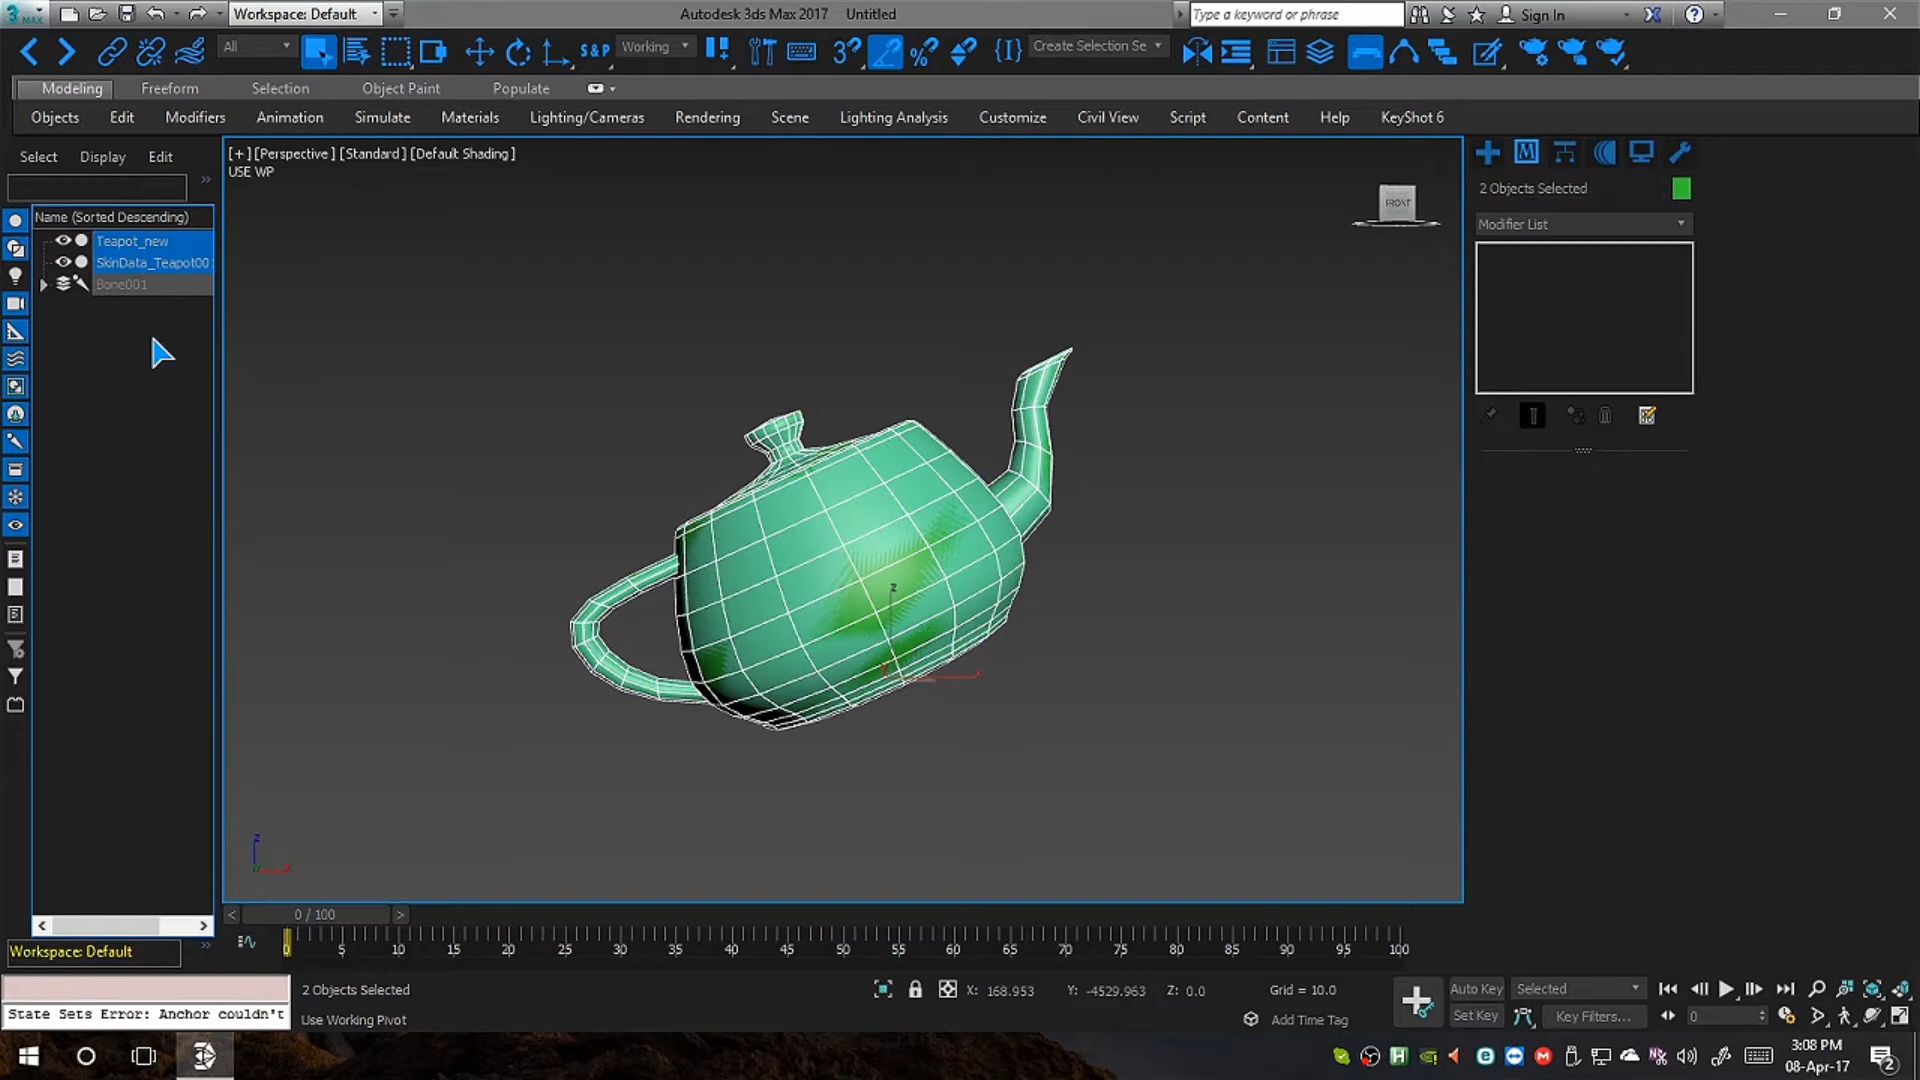 3 MAX Workspace: Default Autodesk 3ds Max 2017 Untitled Type a keyword or phrase Sign In
All S&P Working Create Selection Se
Modeling Freeform Selection Object Paint Populate
Objects Edit Modifiers Animation Simulate Materials Lighting/Cameras Rendering Scene Lighting Analysis Customize Civil View Script Content Help KeyShot 6
Select Display Edit
[+] [Perspective] [Standard] [Default Shading]
USE WP
FRONT
2 Objects Selected
Modifier List
Name (Sorted Descending)
Teapot_new
SkinData_Teapot00
Bone001
z
x
z
x
0 / 100
0 5 10 15 20 25 30 35 40 45 50 55 60 65 70 75 80 85 90 95 100
Workspace: Default
2 Objects Selected X: 168.953 Y: -4529.963 Z: 0.0 Grid = 10.0 Auto Key Selected
State Sets Error: Anchor couldn't
Use Working Pivot Add Time Tag Set Key Key Filters... 0
3:08 PM
08-Apr-17
2